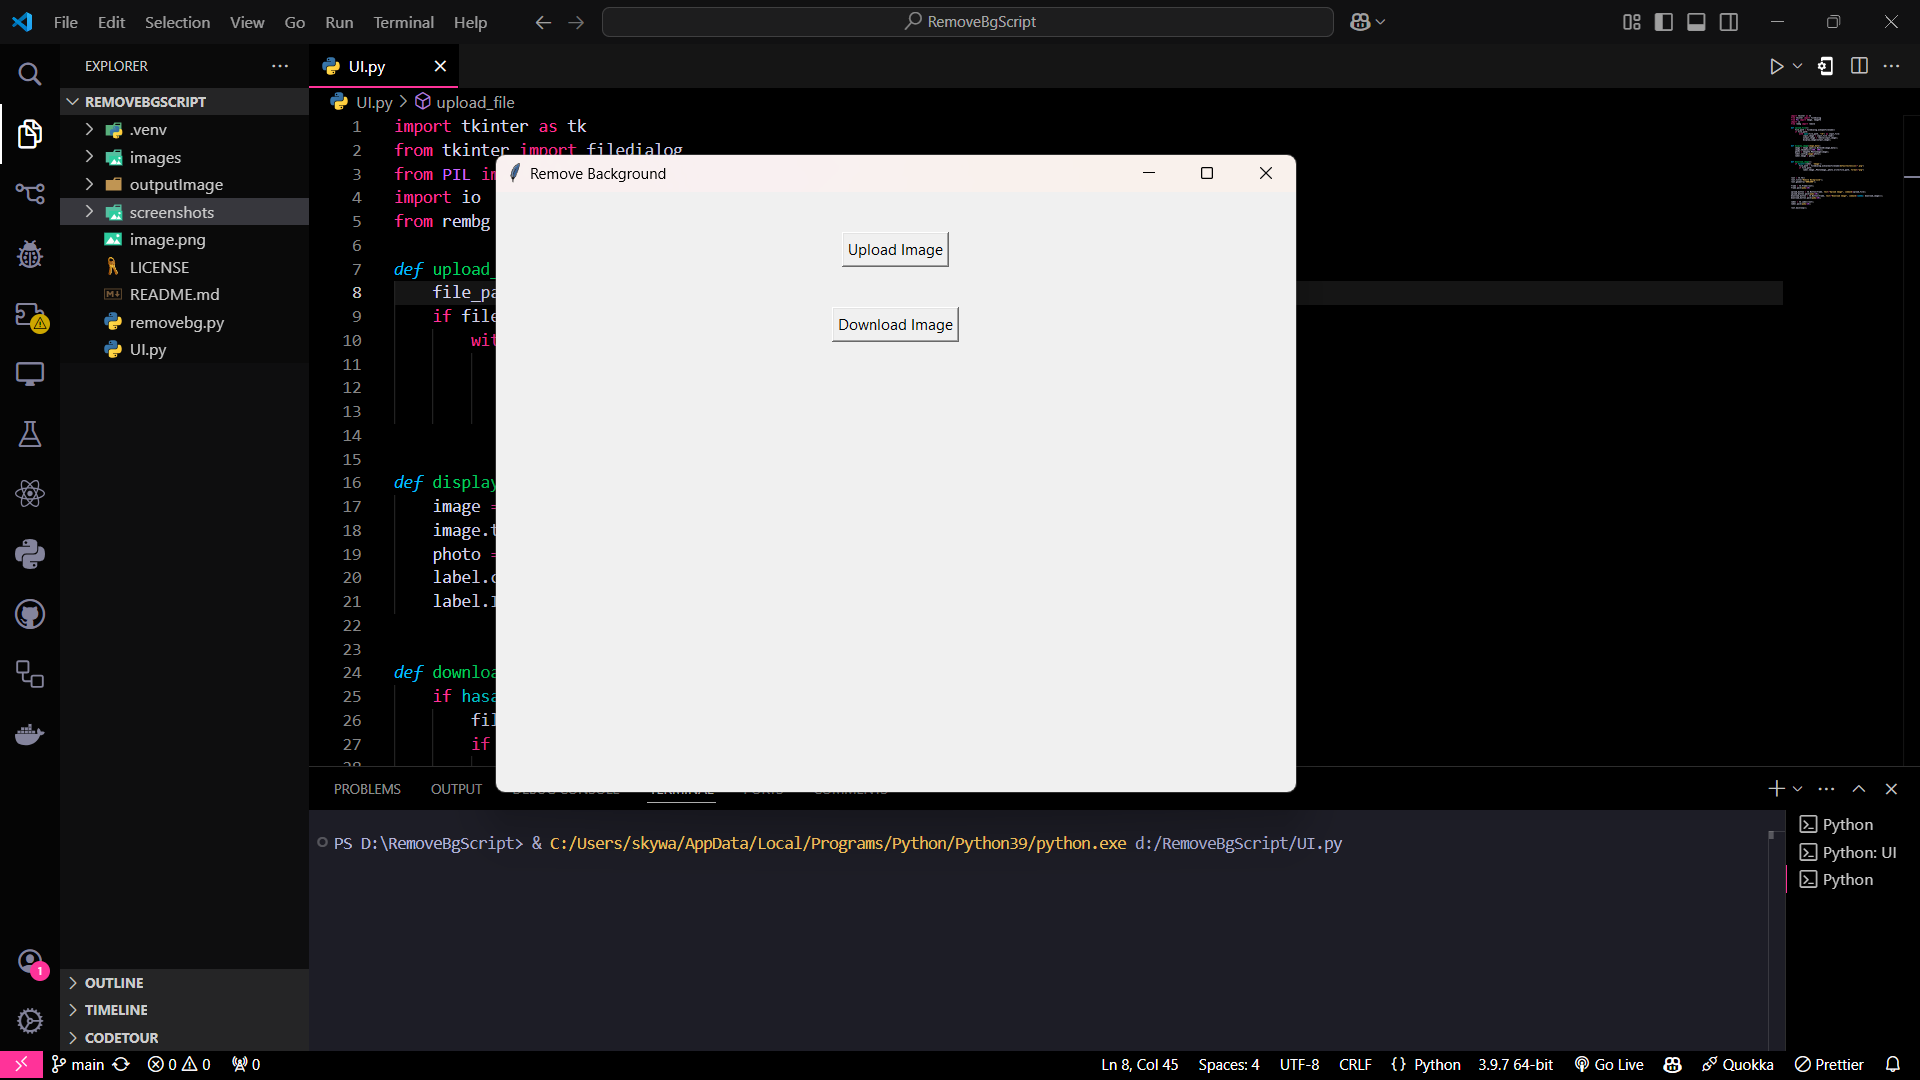 File Edit Selection View Go Run Terminal Help
RemoveBgScript
EXPLORER
REMOVEBGSCRIPT
.venv
images
outputImage
screenshots
image.png
LICENSE
README.md
removebg.py
UI.py
OUTLINE
TIMELINE
CODETOUR
UI.py
UI.py > upload_file
1 import tkinter as tk
2 from tkinter import filedialog
3 from PIL im
4 import io
5 from rembg
6
7 def upload_
8 file_pa
9 if file
10 wit
11
12
13
14
15
16 def display
17 image =
18 image.t
19 photo =
20 label.c
21 label.i
22
23
24 def downloa
25 if hasa
26 fil
27 if
28
Remove Background
Upload Image
Download Image
PROBLEMS OUTPUT DEBUG CONSOLE TERMINAL PORTS COMMENTS
PS D:\RemoveBgScript> & C:/Users/skywa/AppData/Local/Programs/Python/Python39/python.exe d:/RemoveBgScript/UI.py
Python
Python: UI
Python
1
main 0 0 0 Ln 8, Col 45 Spaces: 4 UTF-8 CRLF {} Python 3.9.7 64-bit Go Live Quokka Prettier